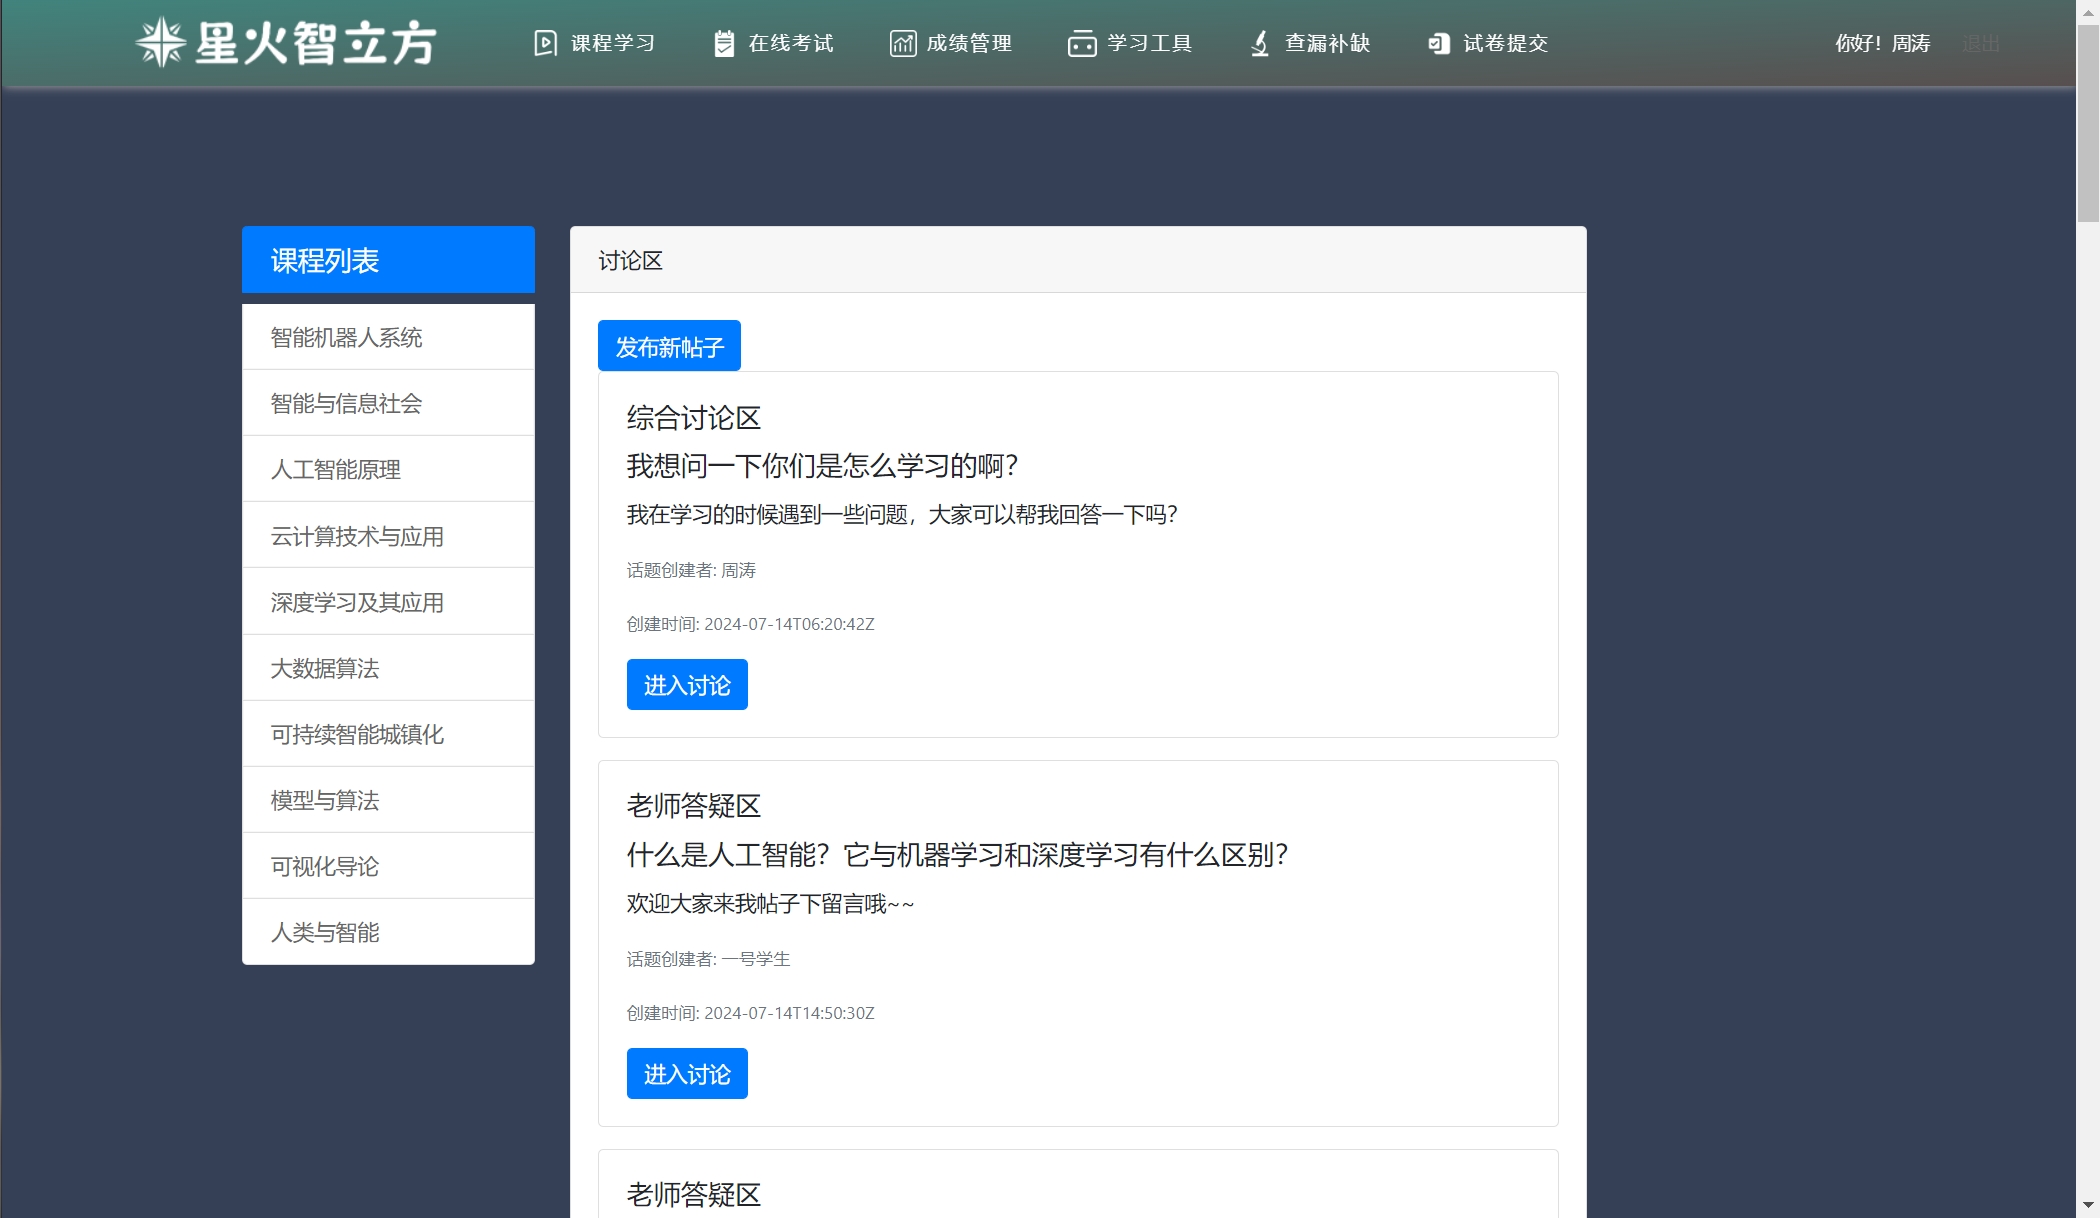 星火智立方
课程学习
在线考试
成绩管理
学习工具
查漏补缺
试卷提交
你好！周涛
退出
课程列表
智能机器人系统
智能与信息社会
人工智能原理
云计算技术与应用
深度学习及其应用
大数据算法
可持续智能城镇化
模型与算法
可视化导论
人类与智能
讨论区
发布新帖子
综合讨论区
我想问一下你们是怎么学习的啊？
我在学习的时候遇到一些问题，大家可以帮我回答一下吗？
话题创建者: 周涛
创建时间: 2024-07-14T06:20:42Z
进入讨论
老师答疑区
什么是人工智能？它与机器学习和深度学习有什么区别？
欢迎大家来我帖子下留言哦~~
话题创建者: 一号学生
创建时间: 2024-07-14T14:50:30Z
进入讨论
老师答疑区